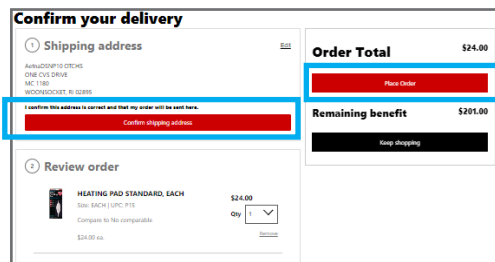 Confirm your delivery
1 Shipping address
Edit
AetnaDSNP10 OTCHS
ONE CVS DRIVE
MC 1180
WOONSOCKET, RI 02895
I confirm this address is correct and that my order will be sent here.
Confirm shipping address
2 Review order
HEATING PAD STANDARD, EACH
Size: EACH | UPC: P15
Compare to No comparable
$24.00 ea
$24.00
Qty 1
Remove
Order Total $24.00
Place Order
Remaining benefit $201.00
Keep shopping